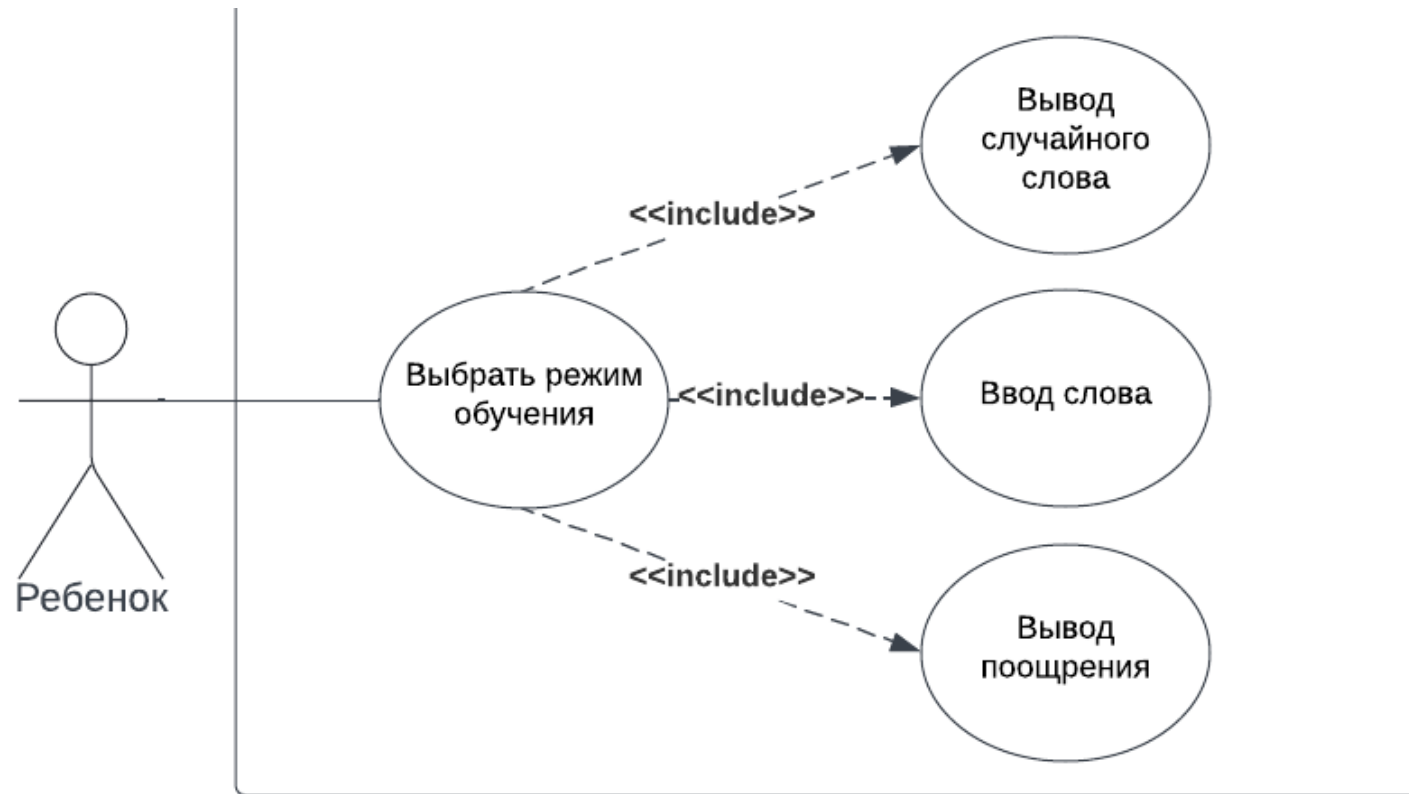 Вывод
случайного
слова
<<include>>
Выбрать режим
обучения
<<include>>
Ввод слова
<<include>>
Ребенок
Вывод
поощрения